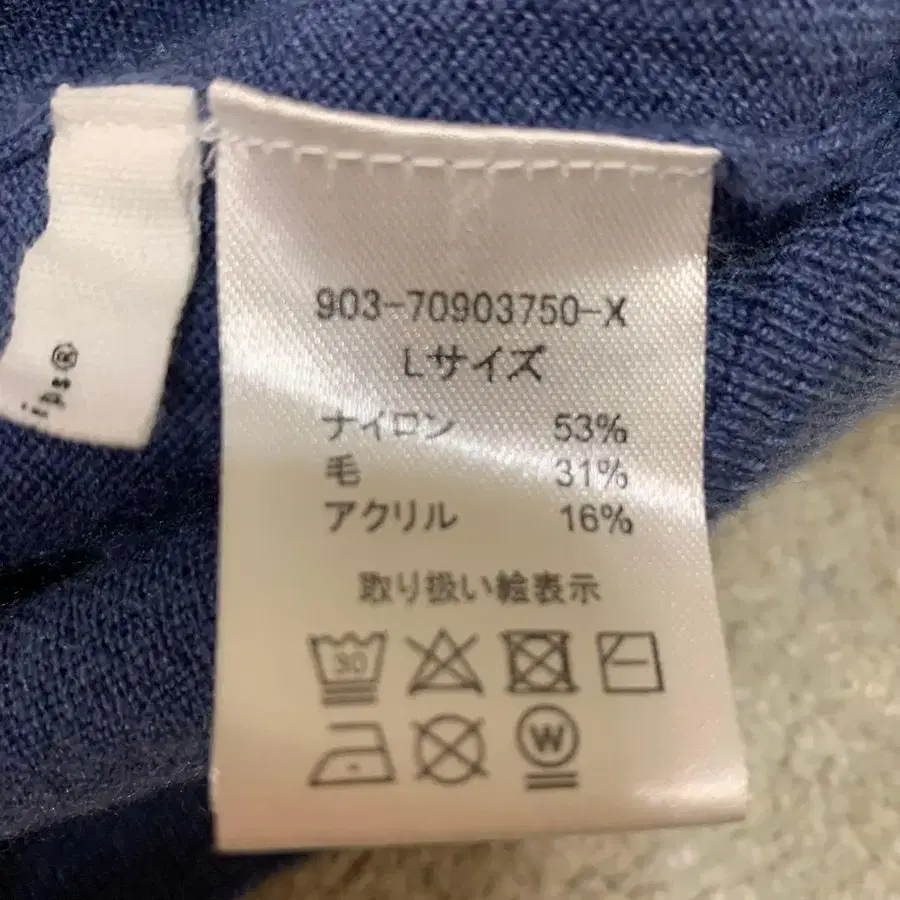 ips®
903-70903750-X
Lサイズ
ナイロン 53%
毛 31%
アクリル 16%
取り扱い絵表示
30
W